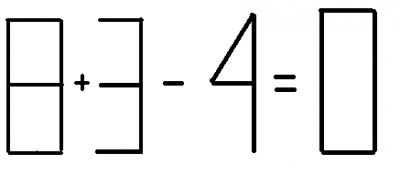 8 + 3 - 4 = 0